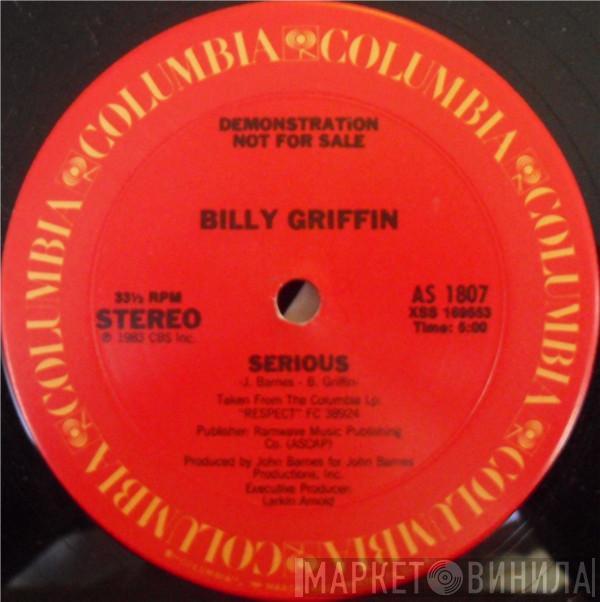 COLUMBIA COLUMBIA COLUMBIA COLUMBIA COLUMBIA COLUMBIA
DEMONSTRATiON
NOT FOR SALE
BILLY GRIFFIN
33⅓ RPM
STEREO
℗ 1983 CBS Inc.
AS 1807
XSS 169553
Time: 5:00
SERIOUS
-J. Barnes - B. Griffin-
Taken From The Columbia Lp:
"RESPECT" FC 38924
Publisher: Ramwave Music Publishing
Co. (ASCAP)
Produced by John Barnes for John Barnes
Productions, Inc.
Executive Producer:
Larkin Arnold
МАРКЕТ ВИНИЛА